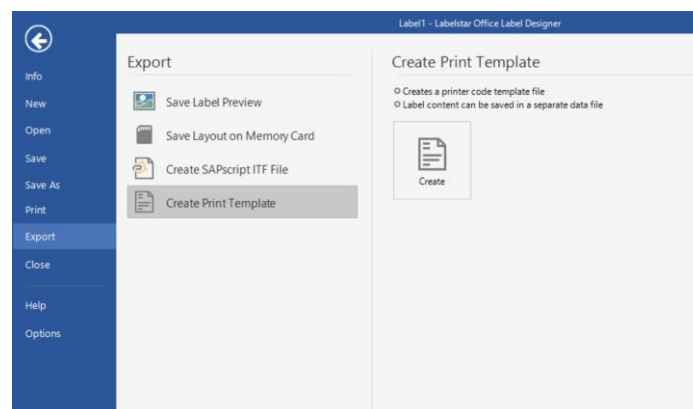 Label1 - Labelstar Office Label Designer
Info
New
Open
Save
Save As
Print
Export
Close
Help
Options
Export
Save Label Preview
Save Layout on Memory Card
Create SAPscript ITF File
Create Print Template
Create Print Template
Creates a printer code template file
Label content can be saved in a separate data file
Create